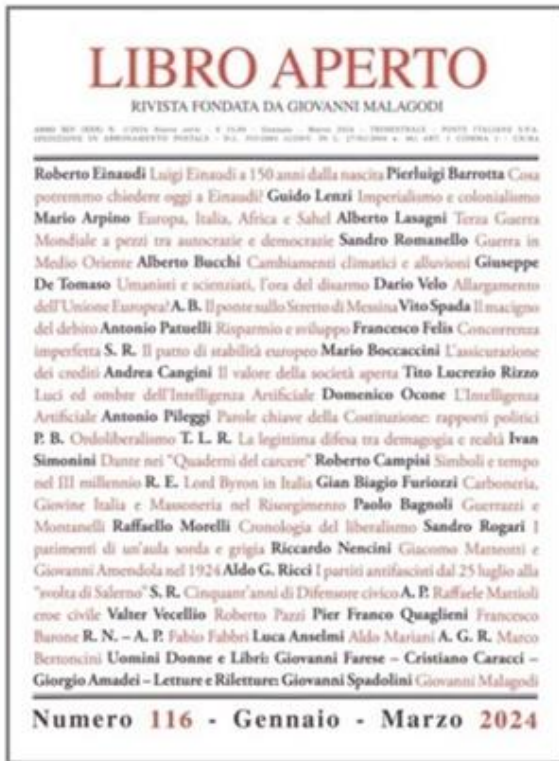 LIBRO APERTO
RIVISTA FONDATA DA GIOVANNI MALAGODI
Roberto Einaudi Luigi Einaudi a 150 anni dalla nascita Pierluigi Barrotta Cosa
potremmo chiedere oggi a Einaudi? Guido Lenzi Imperialismo e colonialismo
Mario Arpino Europa, Italia, Africa e Sahel Alberto Lasagni Terza Guerra
Mondiale a pezzi tra autocrazie e democrazie Sandro Romanello Guerra in
Medio Oriente Alberto Bucchi Cambiamenti climatici e alluvioni Giuseppe
De Tomaso Umanisti e scienziati, l'ora del disarmo Dario Velo Allargamento
dell'Unione Europea? A. B. Il ponte sullo Stretto di Messina Vito Spada Il macigno
del debito Antonio Patuelli Risparmio e sviluppo Francesco Felis Concorrenza
imperfetta S. R. Il patto di stabilità europeo Mario Boccaccini L'assicurazione
dei crediti Andrea Cangini Il valore della società aperta Tito Lucrezio Rizzo
Luci ed ombre dell'Intelligenza Artificiale Domenico Ocone L'Intelligenza
Artificiale Antonio Pileggi Parole chiave della Costituzione: rapporti politici
P. B. Ordoliberalismo T. L. R. La legittima difesa tra demagogia e realtà Ivan
Simonini Dante nei "Quaderni del carcere" Roberto Campisi Simboli e tempo
nel III millennio R. E. Lord Byron in Italia Gian Biagio Furiozzi Carboneria,
Giovine Italia e Massoneria nel Risorgimento Paolo Bagnoli Guerrazzi e
Montanelli Raffaello Morelli Cronologia del liberalismo Sandro Rogari I
patimenti di un'aula sorda e grigia Riccardo Nencini Giacomo Matteotti e
Giovanni Amendola nel 1924 Aldo G. Ricci I partiti antifascisti dal 25 luglio alla
"svolta di Salerno" S. R. Cinquant'anni di Difensore civico A. P. Raffaele Mattioli
eroe civile Valter Vecellio Roberto Pazzi Pier Franco Quaglieni Francesco
Barone R. N. – A. P. Fabio Fabbri Luca Anselmi Aldo Mariani A. G. R. Marco
Bertoncini Uomini Donne e Libri: Giovanni Farese – Cristiano Caracci –
Giorgio Amadei – Letture e Riletture: Giovanni Spadolini Giovanni Malagodi
Numero 116 - Gennaio - Marzo 2024